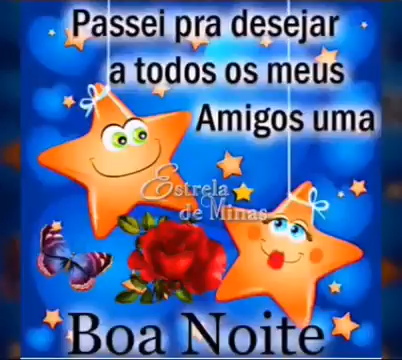 Passei pra desejar
a todos os meus
Amigos uma
Estrela
de Minas
Boa Noite